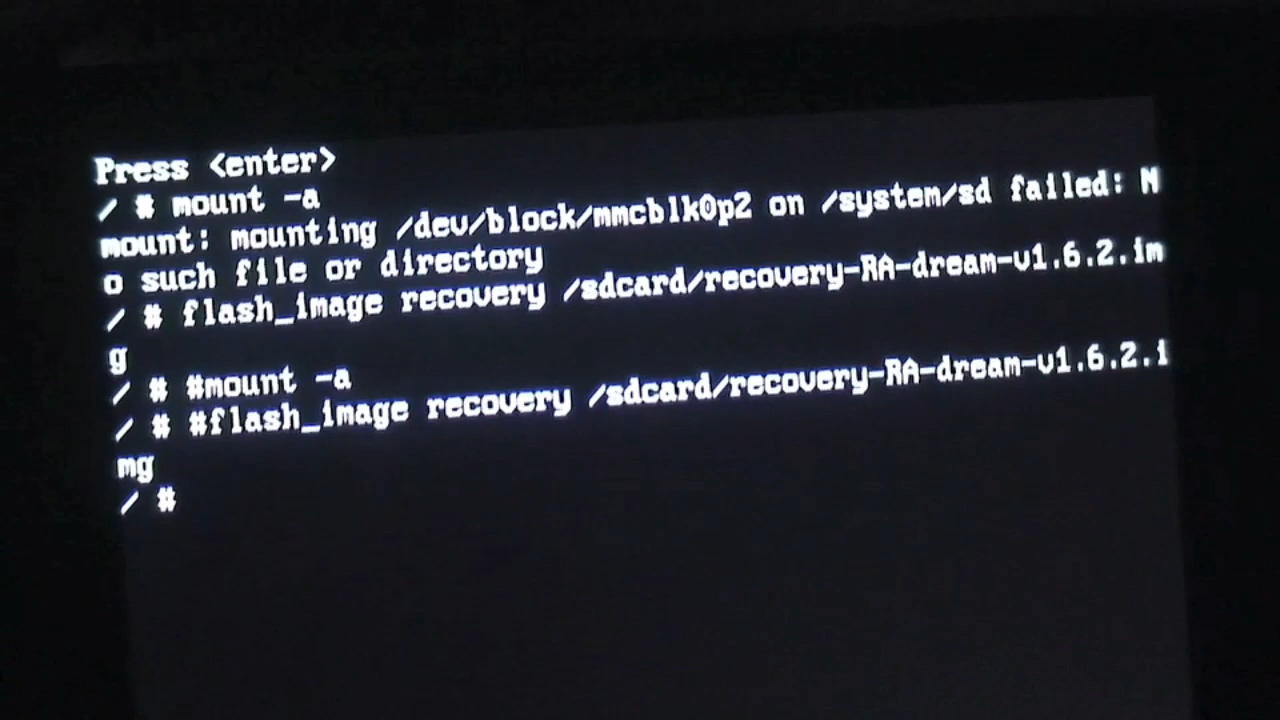 Press <enter>
/ # mount -a
mount: mounting /dev/block/mmcblk0p2 on /system/sd failed: N
o such file or directory
/ # flash_image recovery /sdcard/recovery-RA-dream-v1.6.2.im
g
/ # #mount -a
/ # #flash_image recovery /sdcard/recovery-RA-dream-v1.6.2.i
mg
/ #